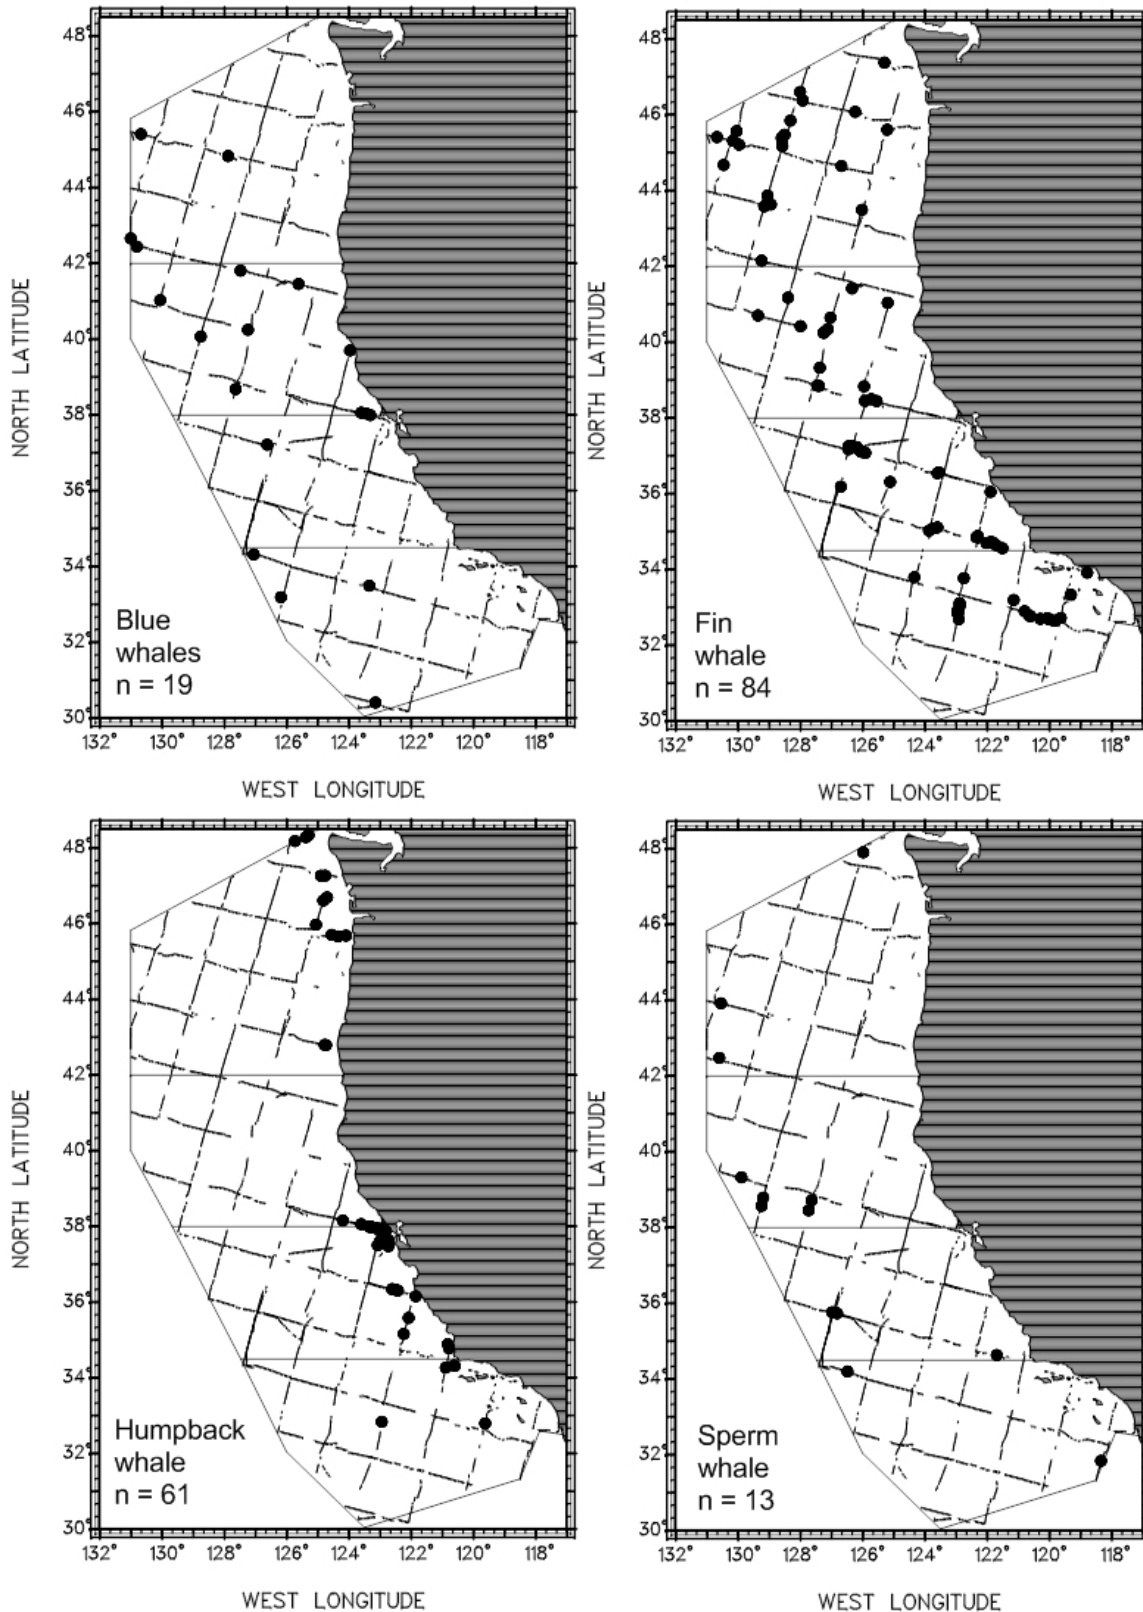 48°
46°
44°
42°
40°
38°
36°
34°
32°
30°
NORTH LATITUDE
Blue
whales
n = 19
132° 130° 128° 126° 124° 122° 120° 118°
WEST LONGITUDE
48°
46°
44°
42°
40°
38°
36°
34°
32°
30°
NORTH LATITUDE
Fin
whale
n = 84
132° 130° 128° 126° 124° 122° 120° 118°
WEST LONGITUDE
48°
46°
44°
42°
40°
38°
36°
34°
32°
30°
NORTH LATITUDE
Humpback
whale
n = 61
132° 130° 128° 126° 124° 122° 120° 118°
WEST LONGITUDE
48°
46°
44°
42°
40°
38°
36°
34°
32°
30°
NORTH LATITUDE
Sperm
whale
n = 13
132° 130° 128° 126° 124° 122° 120° 118°
WEST LONGITUDE